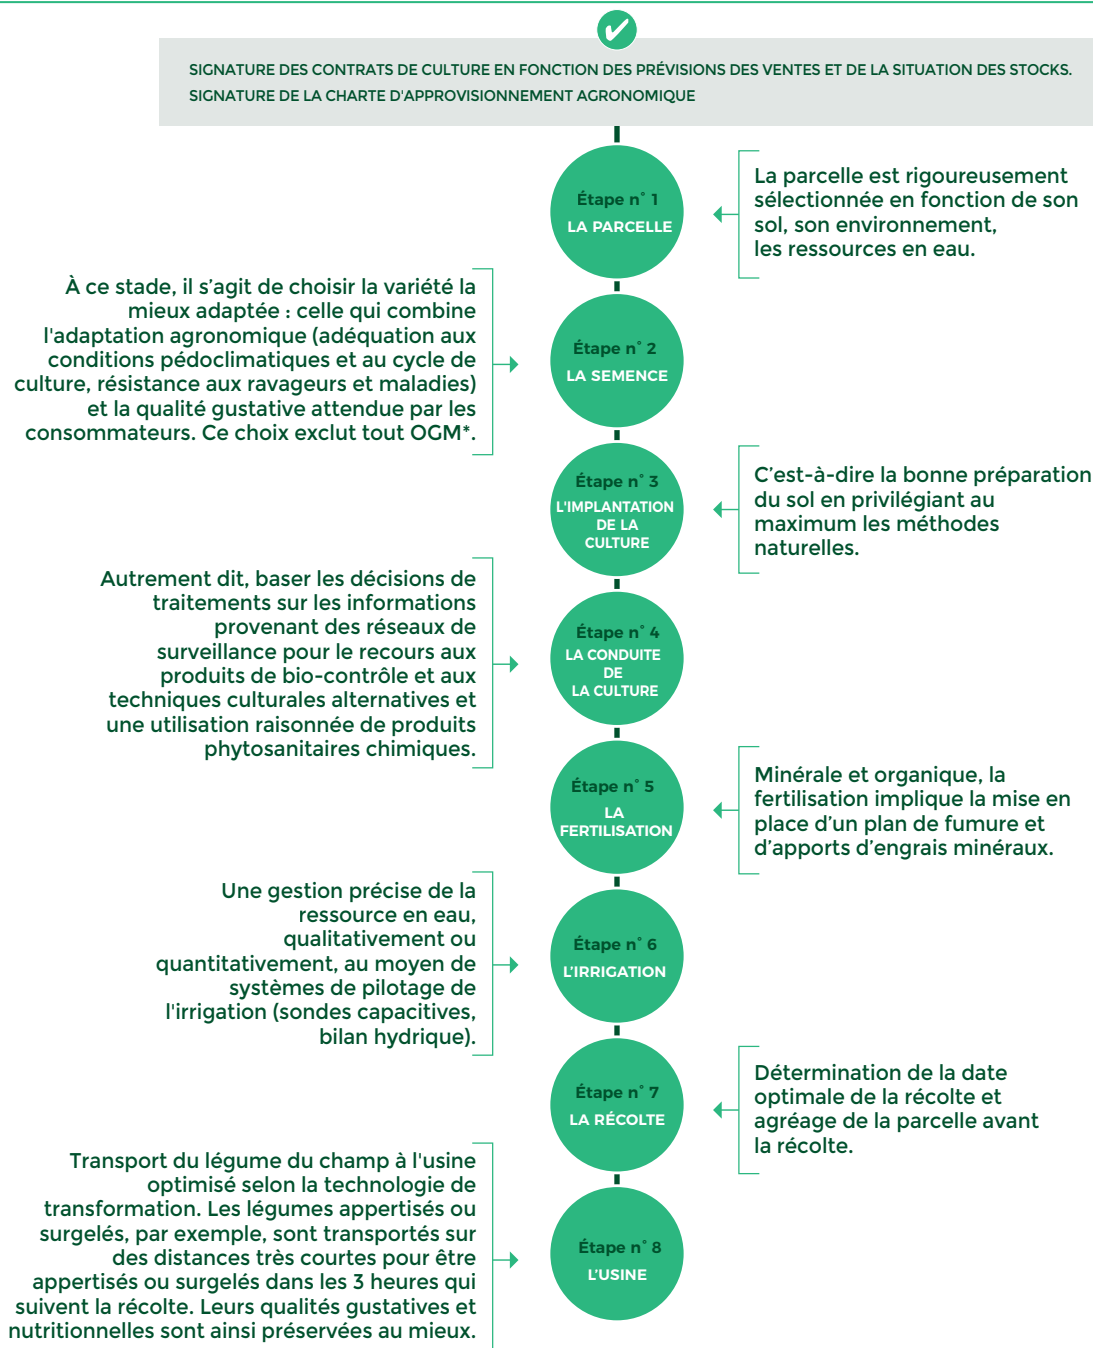 SIGNATURE DES CONTRATS DE CULTURE EN FONCTION DES PRÉVISIONS DES VENTES ET DE LA SITUATION DES STOCKS.
SIGNATURE DE LA CHARTE D'APPROVISIONNEMENT AGRONOMIQUE
Étape n° 1
LA PARCELLE
La parcelle est rigoureusement
sélectionnée en fonction de son
sol, son environnement,
les ressources en eau.
À ce stade, il s’agit de choisir la variété la
mieux adaptée : celle qui combine
l'adaptation agronomique (adéquation aux
conditions pédoclimatiques et au cycle de
culture, résistance aux ravageurs et maladies)
et la qualité gustative attendue par les
consommateurs. Ce choix exclut tout OGM*.
Étape n° 2
LA SEMENCE
Étape n° 3
L'IMPLANTATION
DE LA
CULTURE
C’est-à-dire la bonne préparation
du sol en privilégiant au
maximum les méthodes
naturelles.
Autrement dit, baser les décisions de
traitements sur les informations
provenant des réseaux de
surveillance pour le recours aux
produits de bio-contrôle et aux
techniques culturales alternatives et
une utilisation raisonnée de produits
phytosanitaires chimiques.
Étape n° 4
LA CONDUITE
DE
LA CULTURE
Étape n° 5
LA
FERTILISATION
Minérale et organique, la
fertilisation implique la mise en
place d’un plan de fumure et
d’apports d’engrais minéraux.
Une gestion précise de la
ressource en eau,
qualitativement ou
quantitativement, au moyen de
systèmes de pilotage de
l'irrigation (sondes capacitives,
bilan hydrique).
Étape n° 6
L’IRRIGATION
Étape n° 7
LA RÉCOLTE
Détermination de la date
optimale de la récolte et
agréage de la parcelle avant
la récolte.
Transport du légume du champ à l'usine
optimisé selon la technologie de
transformation. Les légumes appertisés ou
surgelés, par exemple, sont transportés sur
des distances très courtes pour être
appertisés ou surgelés dans les 3 heures qui
suivent la récolte. Leurs qualités gustatives et
nutritionnelles sont ainsi préservées au mieux.
Étape n° 8
L’USINE